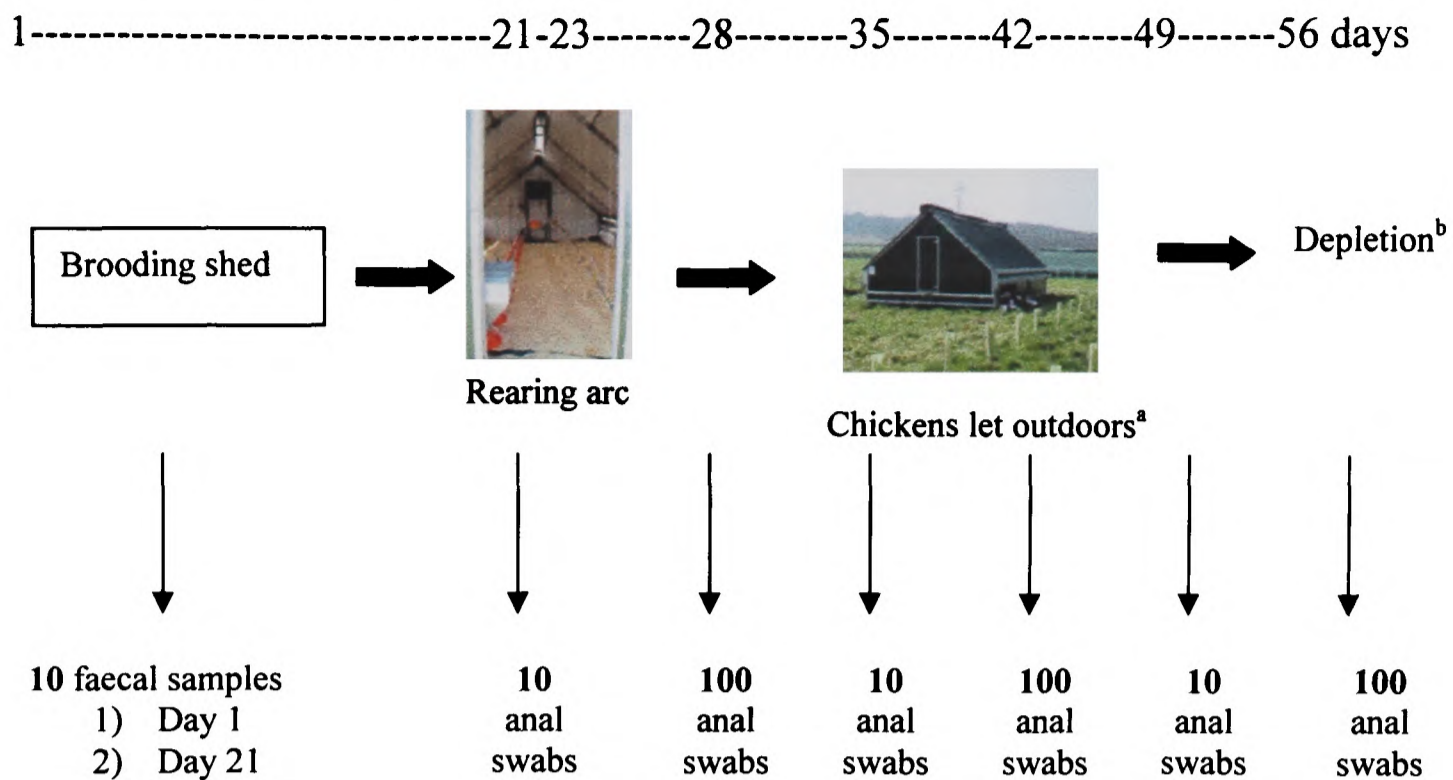 1-----------------------------21-23-------28-------35-------42-------49-------56 days
Brooding shed
Rearing arc
Chickens let outdoorsᵃ
Depletionᵇ
10 faecal samples
1) Day 1
2) Day 21
10
anal
swabs
100
anal
swabs
10
anal
swabs
100
anal
swabs
10
anal
swabs
100
anal
swabs